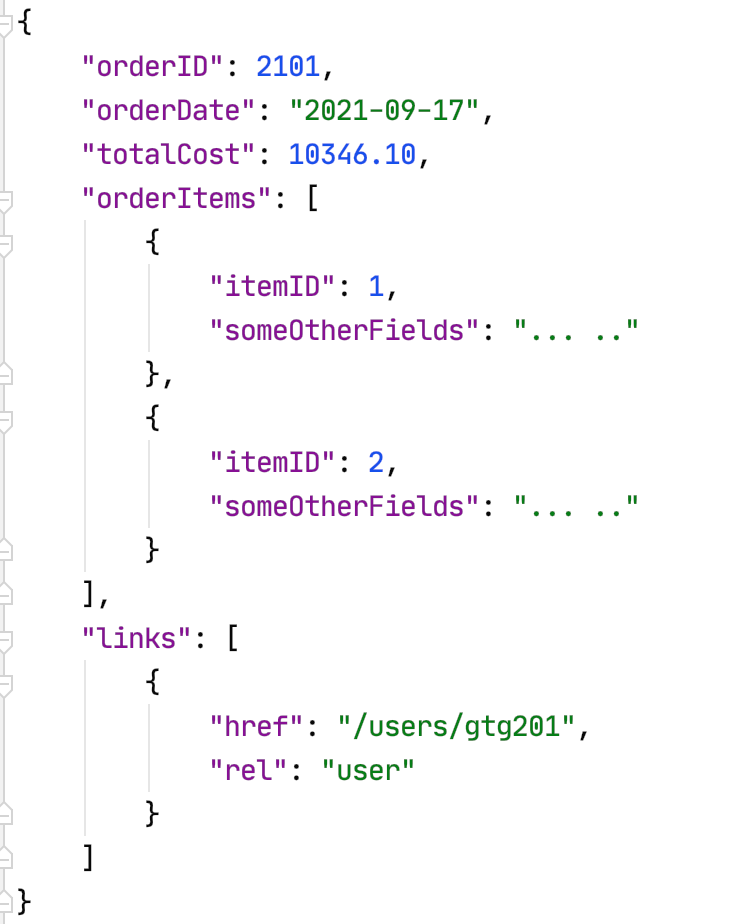 {
    "orderID": 2101,
    "orderDate": "2021-09-17",
    "totalCost": 10346.10,
    "orderItems": [
        {
            "itemID": 1,
            "someOtherFields": "... .."
        },
        {
            "itemID": 2,
            "someOtherFields": "... .."
        }
    ],
    "links": [
        {
            "href": "/users/gtg201",
            "rel": "user"
        }
    ]
}